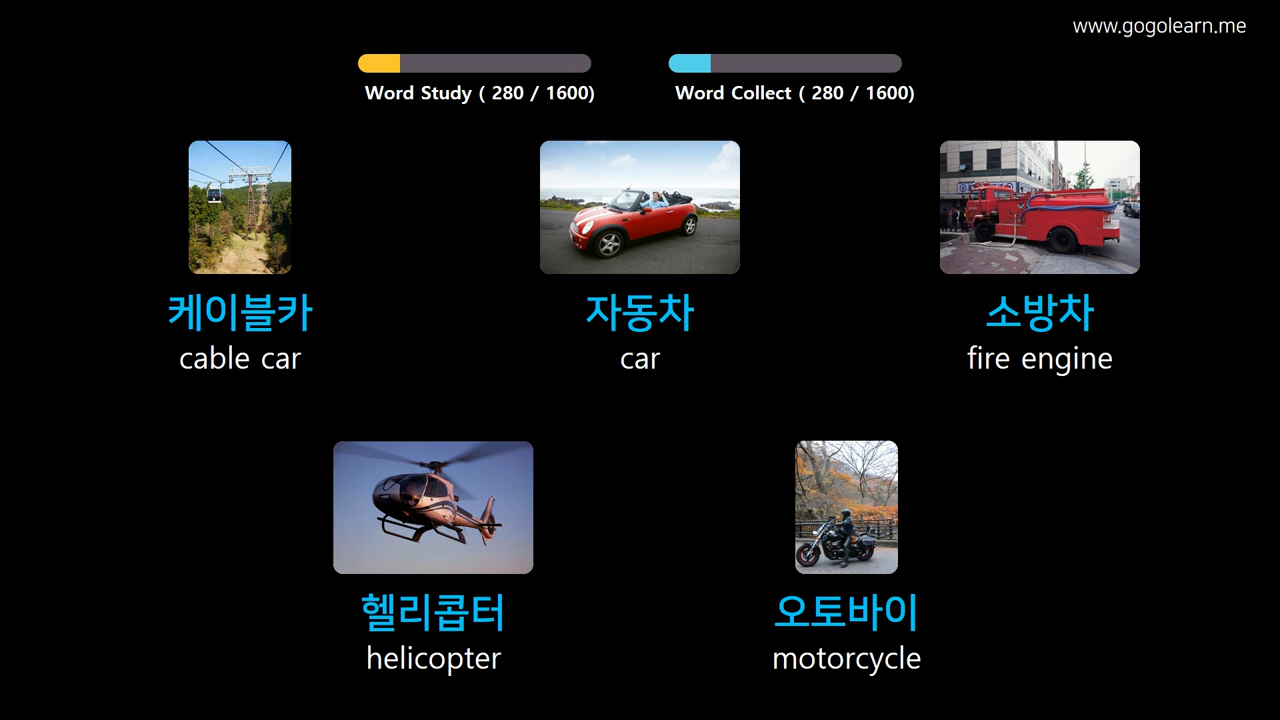 www.gogolearn.me
Word Study ( 280 / 1600)
Word Collect ( 280 / 1600)
케이블카
cable car
자동차
car
소방차
fire engine
헬리콥터
helicopter
오토바이
motorcycle